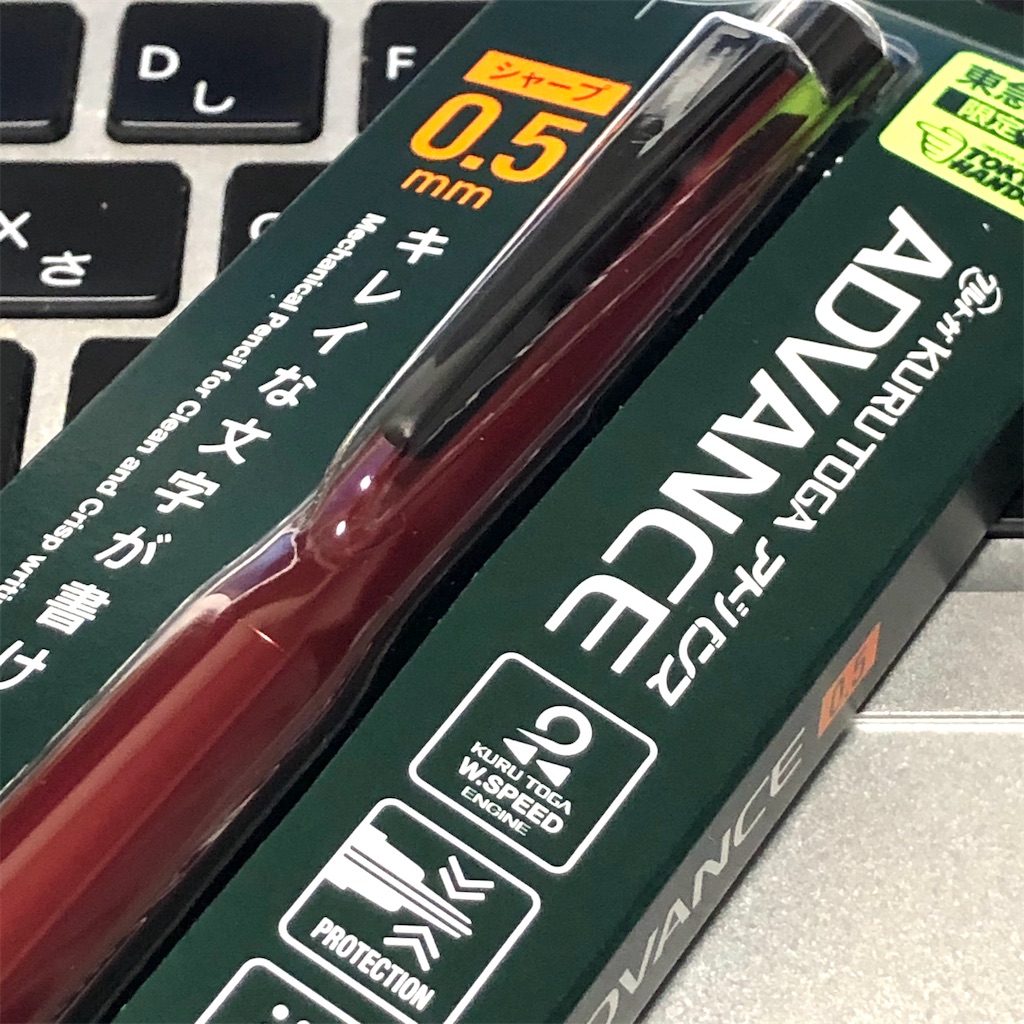 D
し
F
X
さ
シャープ
0.5
mm
キレイな文字が書け
Mechanical Pencil for Clean and Crisp writi
東急
限定
TOKY
HANDS
クルトガ KURU TOGA アドバンス
ADVANCE
KURU TOGA
W.SPEED
ENGINE
PROTECTION
DVANCE 0.5